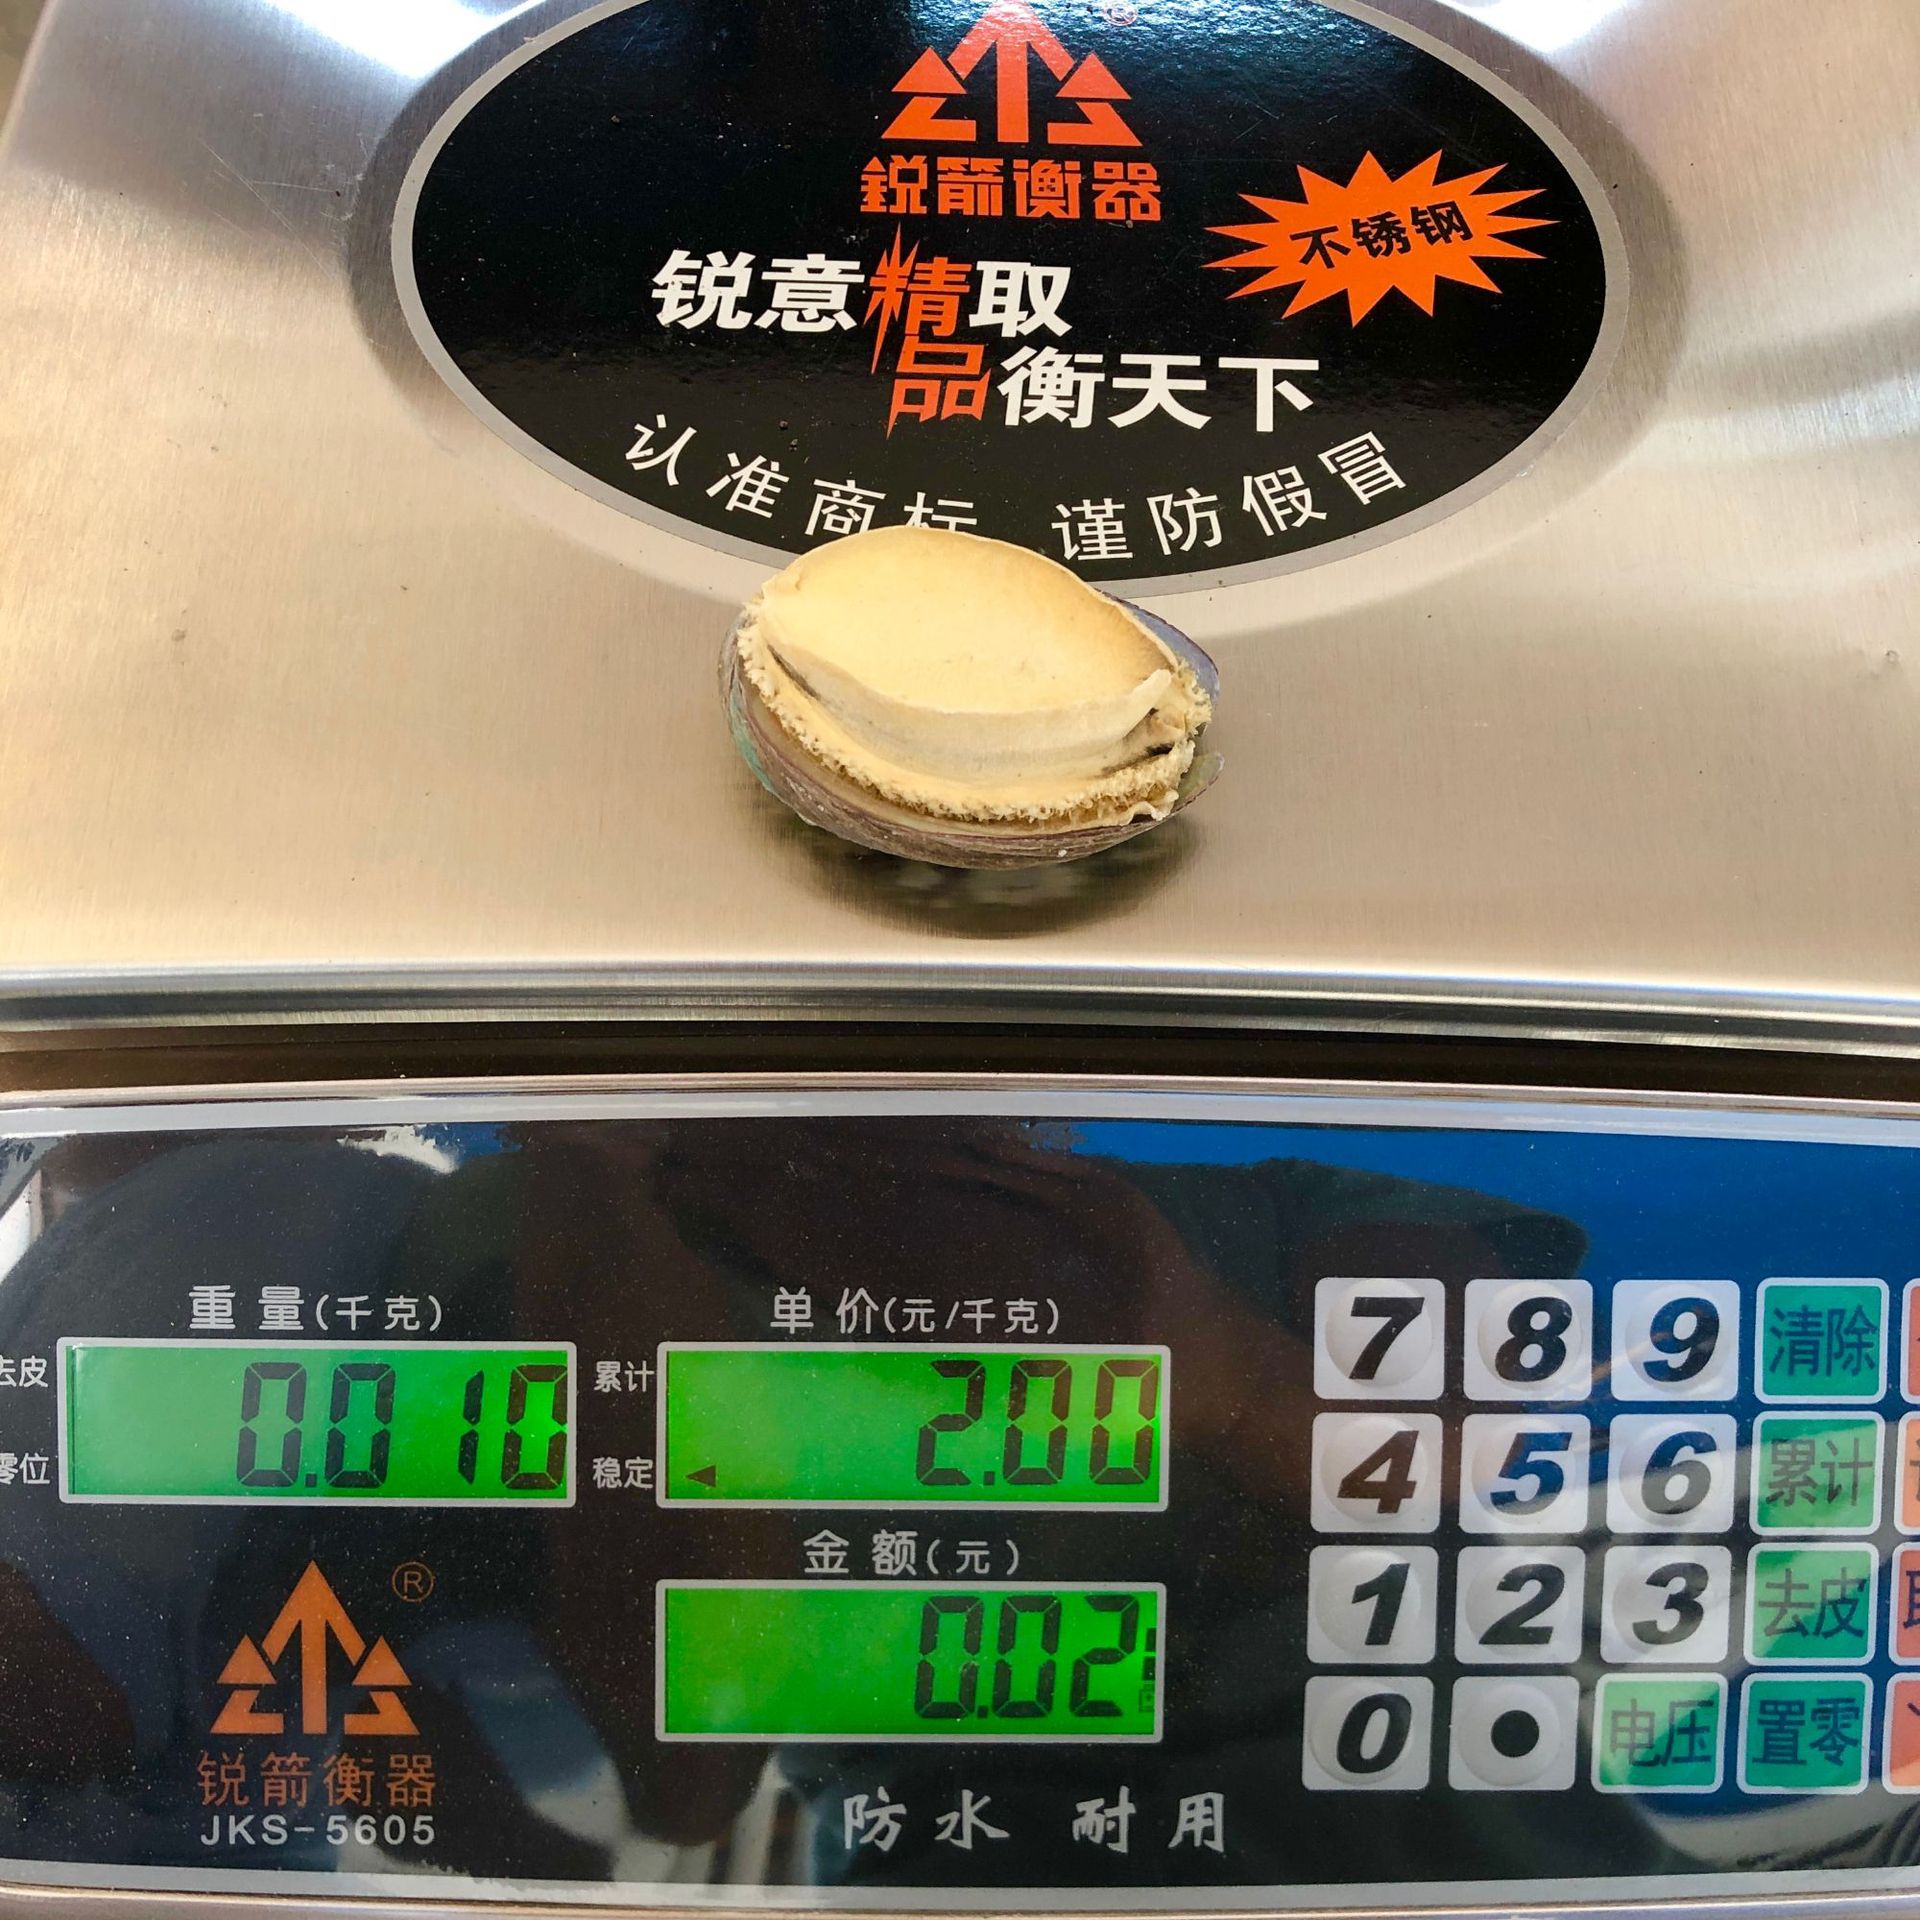 ®
鋭箭衡器
不锈钢
锐意精取
品衡天下
认准商标 谨防假冒
重量(千克)
单价(元/千克)
去皮
0.010
累计
2.00
零位
稳定
金额(元)
0.02
7 8 9 清除
4 5 6 累计
1 2 3 去皮
0 . 电压 置零
®
锐箭衡器
JKS-5605
防水 耐用